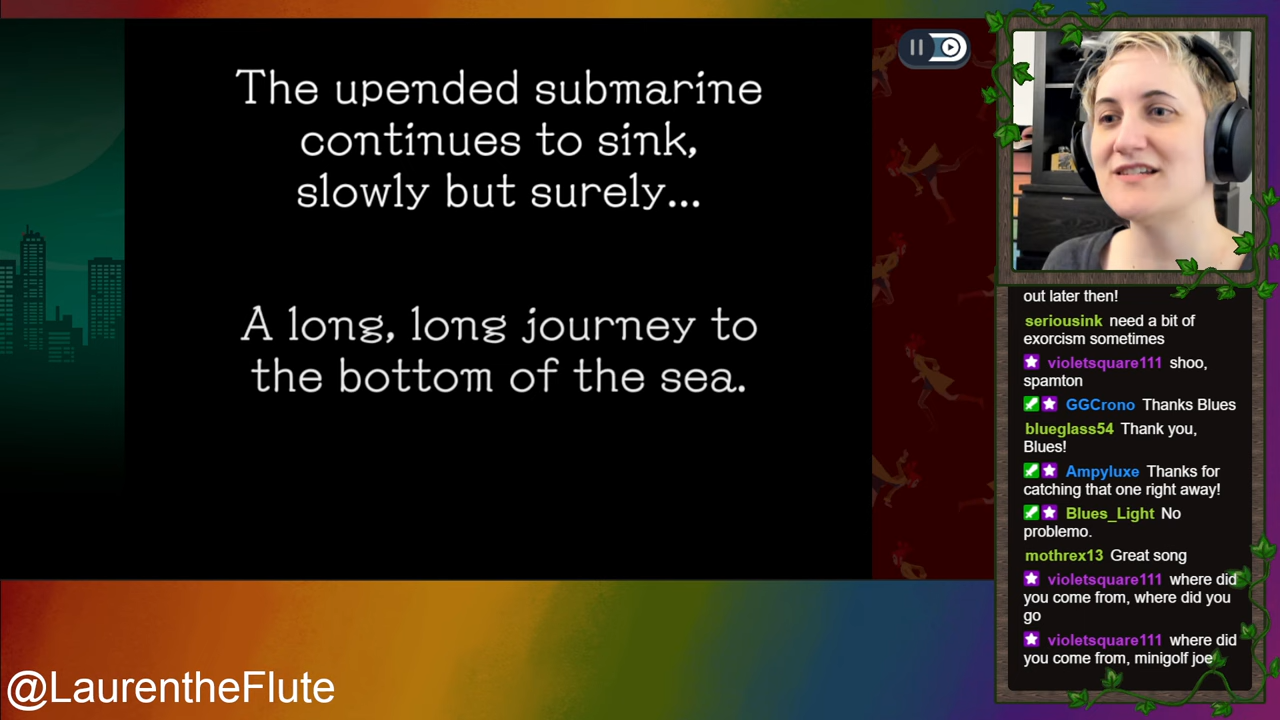 The upended submarine
continues to sink,
slowly but surely...
A long, long journey to
the bottom of the sea.
out later then!
seriousink need a bit of
exorcism sometimes
violetsquare111 shoo,
spamton
GGCrono Thanks Blues
blueglass54 Thank you,
Blues!
Ampyluxe Thanks for
catching that one right away!
Blues_Light No
problemo.
mothrex13 Great song
violetsquare111 where did
you come from, where did you
go
violetsquare111 where did
you come from, minigolf joe
@LaurentheFlute